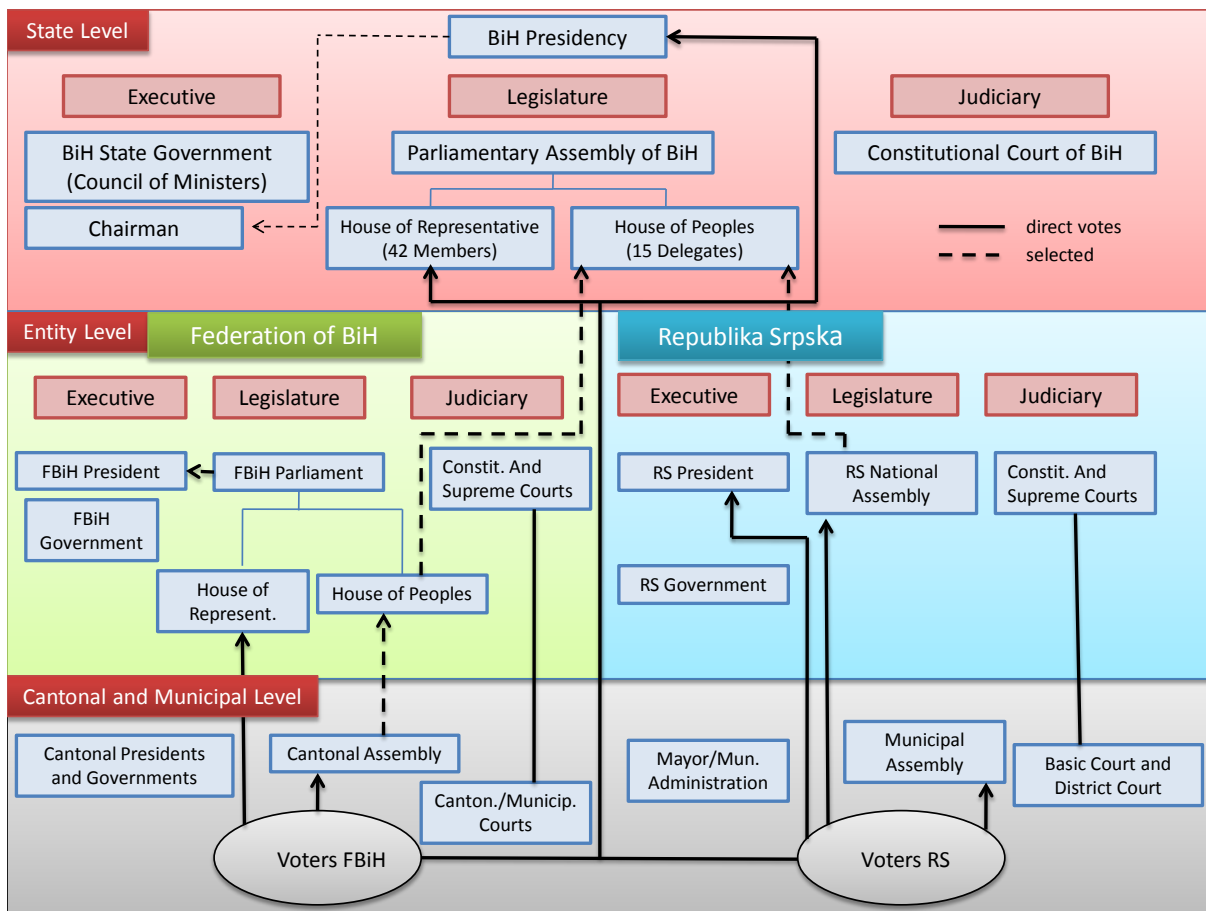 State Level
BiH Presidency
Executive
Legislature
Judiciary
BiH State Government
(Council of Ministers)
Parliamentary Assembly of BiH
Constitutional Court of BiH
Chairman
House of Representative
(42 Members)
House of Peoples
(15 Delegates)
direct votes
selected
Entity Level
Federation of BiH
Republika Srpska
Executive
Legislature
Judiciary
Executive
Legislature
Judiciary
FBiH President
FBiH Parliament
Constit. And
Supreme Courts
RS President
RS National
Assembly
Constit. And
Supreme Courts
FBiH
Government
House of
Represent.
House of Peoples
RS Government
Cantonal and Municipal Level
Cantonal Presidents
and Governments
Cantonal Assembly
Canton./Municip.
Courts
Mayor/Mun.
Administration
Municipal
Assembly
Basic Court and
District Court
Voters FBiH
Voters RS